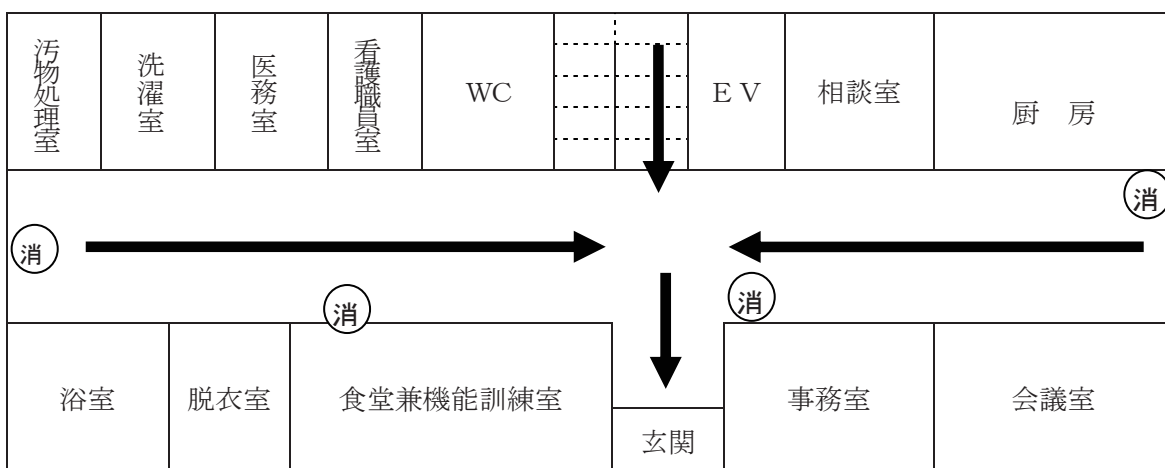 汚物処理室
洗濯室
医務室
看護職員室
WC
ＥＶ
相談室
厨　房
消
消
消
消
浴室
脱衣室
食堂兼機能訓練室
玄関
事務室
会議室